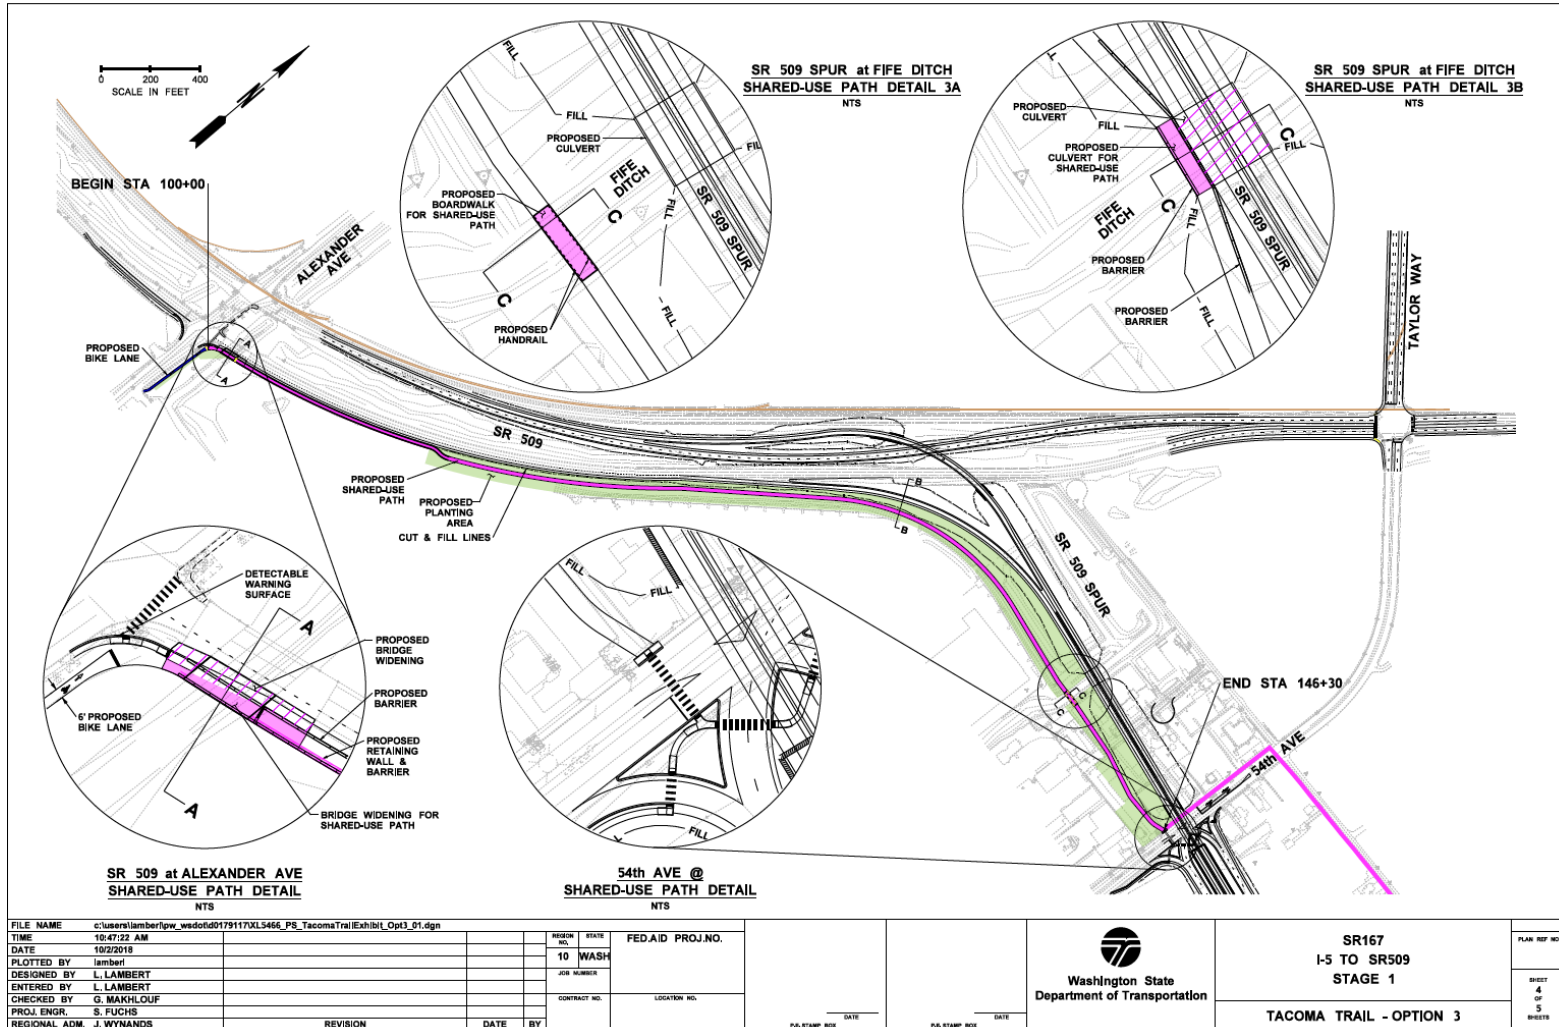 0 200 400
SCALE IN FEET
N
BEGIN STA 100+00
ALEXANDER
AVE
PROPOSED
BIKE LANE
FILL
FILL
PROPOSED
CULVERT
FILL
FIFE
DITCH
PROPOSED
BOARDWALK
FOR SHARED-USE
PATH
C
C
FILL
SR 509 SPUR
FILL
PROPOSED
HANDRAIL
SR 509 SPUR at FIFE DITCH
SHARED-USE PATH DETAIL 3A
NTS
PROPOSED
CULVERT
FILL
PROPOSED
CULVERT FOR
SHARED-USE
PATH
C
FILL
C
FIFE
DITCH
FILL
SR 509 SPUR
PROPOSED
BARRIER
PROPOSED
BARRIER
FILL
SR 509 SPUR at FIFE DITCH
SHARED-USE PATH DETAIL 3B
NTS
TAYLOR WAY
A
A
SR 509
PROPOSED
SHARED-USE
PATH
PROPOSED
PLANTING
AREA
CUT & FILL LINES
B
B
SR 509 SPUR
C
C
END STA 146+30
54th AVE
DETECTABLE
WARNING
SURFACE
A
PROPOSED
BRIDGE
WIDENING
PROPOSED
BARRIER
6' PROPOSED
BIKE LANE
PROPOSED
RETAINING
WALL &
BARRIER
A
BRIDGE WIDENING FOR
SHARED-USE PATH
SR 509 at ALEXANDER AVE
SHARED-USE PATH DETAIL
NTS
FILL
FILL
FILL
54th AVE @
SHARED-USE PATH DETAIL
NTS
FILE NAME c:\users\lamberl\pw_wsdot\d0179117\XL5466_PS_TacomaTrailExhibit_Opt3_01.dgn
TIME 10:47:22 AM
DATE 10/2/2018
PLOTTED BY lamberl
DESIGNED BY L. LAMBERT
ENTERED BY L. LAMBERT
CHECKED BY G. MAKHLOUF
PROJ. ENGR. S. FUCHS
REGIONAL ADM. J. WYNANDS
REVISION DATE BY
REGION
NO.
STATE
10 WASH
JOB NUMBER
CONTRACT NO.
FED.AID PROJ.NO.
LOCATION NO.
DATE
P.E. STAMP BOX
DATE
P.E. STAMP BOX
Washington State
Department of Transportation
SR167
I-5 TO SR509
STAGE 1
TACOMA TRAIL - OPTION 3
PLAN REF NO
SHEET
4
OF
5
SHEETS